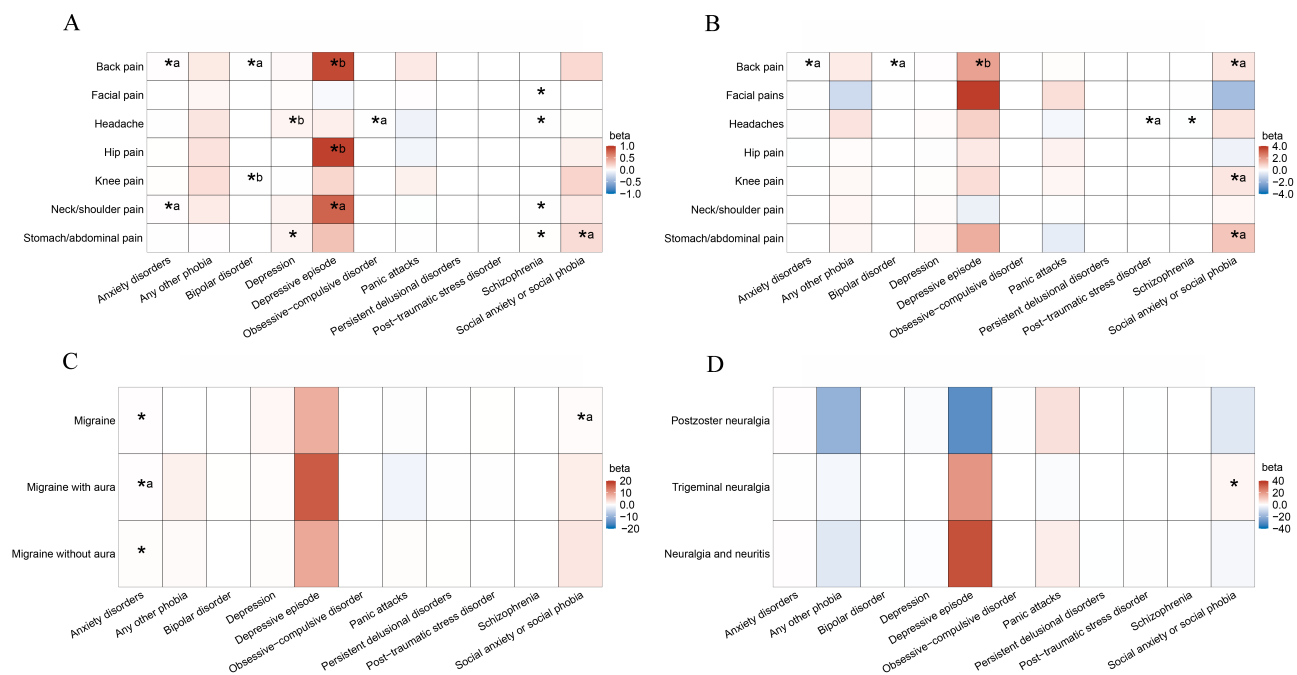 A
Back pain *a *a *b
Facial pain *
Headache *b *a *
Hip pain *b
Knee pain *b
Neck/shoulder pain *a *a *
Stomach/abdominal pain * * *a
beta
1.0
0.5
0.0
−0.5
−1.0
Anxiety disorders
Any other phobia
Bipolar disorder
Depression
Depressive episode
Obsessive−compulsive disorder
Panic attacks
Persistent delusional disorders
Post−traumatic stress disorder
Schizophrenia
Social anxiety or social phobia
B
Back pain *a *a *b *a
Facial pains
Headaches *a *
Hip pain
Knee pain *a
Neck/shoulder pain
Stomach/abdominal pain *a
beta
4.0
2.0
0.0
−2.0
−4.0
Anxiety disorders
Any other phobia
Bipolar disorder
Depression
Depressive episode
Obsessive−compulsive disorder
Panic attacks
Persistent delusional disorders
Post−traumatic stress disorder
Schizophrenia
Social anxiety or social phobia
C
Migraine * *a
Migraine with aura *a
Migraine without aura *
beta
20
10
0.0
−10
−20
Anxiety disorders
Any other phobia
Bipolar disorder
Depression
Depressive episode
Obsessive−compulsive disorder
Panic attacks
Persistent delusional disorders
Post−traumatic stress disorder
Schizophrenia
Social anxiety or social phobia
D
Postzoster neuralgia
Trigeminal neuralgia *
Neuralgia and neuritis
beta
40
20
0.0
−20
−40
Anxiety disorders
Any other phobia
Bipolar disorder
Depression
Depressive episode
Obsessive−compulsive disorder
Panic attacks
Persistent delusional disorders
Post−traumatic stress disorder
Schizophrenia
Social anxiety or social phobia